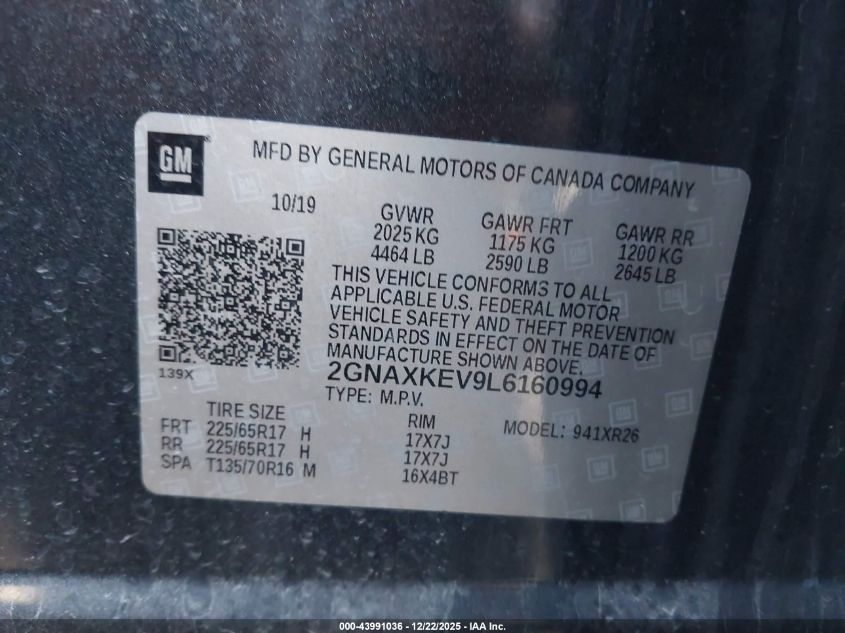 GM
MFD BY GENERAL MOTORS OF CANADA COMPANY
10/19
GVWR
2025 KG
4464 LB
GAWR FRT
1175 KG
2590 LB
GAWR RR
1200 KG
2645 LB
THIS VEHICLE CONFORMS TO ALL
APPLICABLE U.S. FEDERAL MOTOR
VEHICLE SAFETY AND THEFT PREVENTION
STANDARDS IN EFFECT ON THE DATE OF
MANUFACTURE SHOWN ABOVE.
139X
2GNAXKEV9L6160994
TYPE: M.P.V.
MODEL: 941XR26
TIRE SIZE RIM
FRT 225/65R17 H 17X7J
RR 225/65R17 H 17X7J
SPA T135/70R16 M 16X4BT
000-43991036 - 12/22/2025 - IAA Inc.